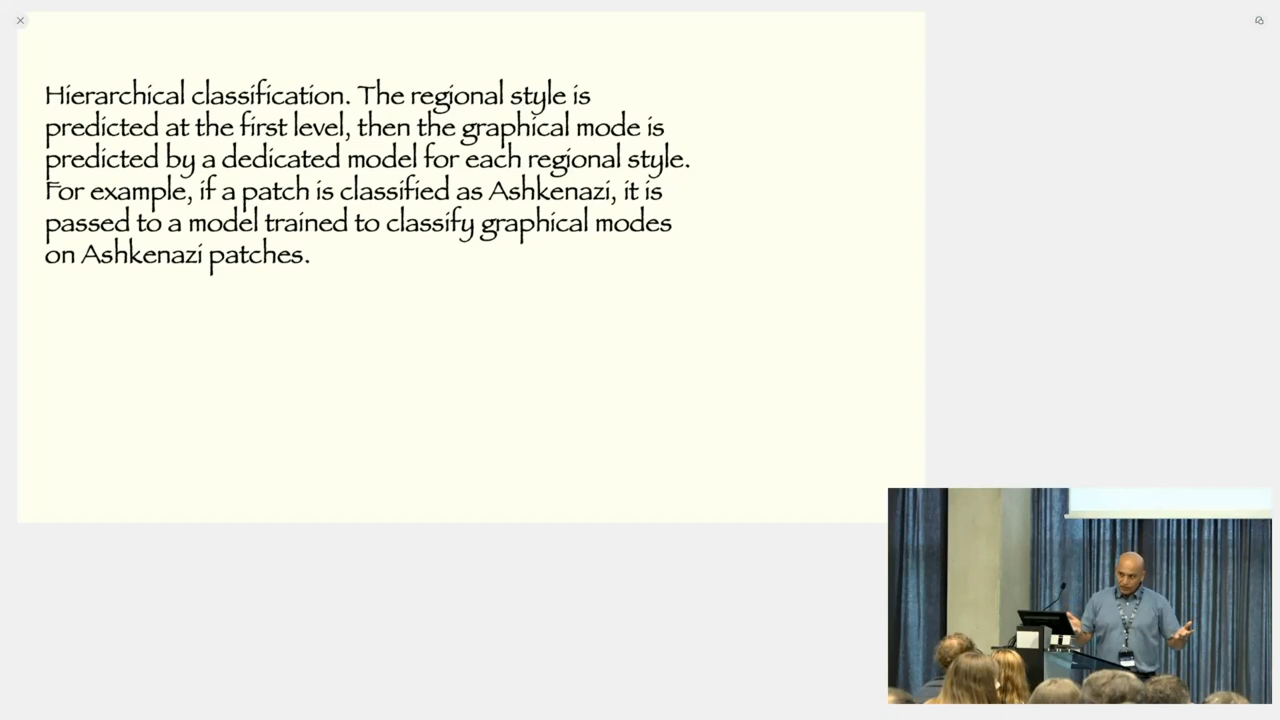 Hierarchical classification. The regional style is
predicted at the first level, then the graphical mode is
predicted by a dedicated model for each regional style.
For example, if a patch is classified as Ashkenazi, it is
passed to a model trained to classify graphical modes
on Ashkenazi patches.